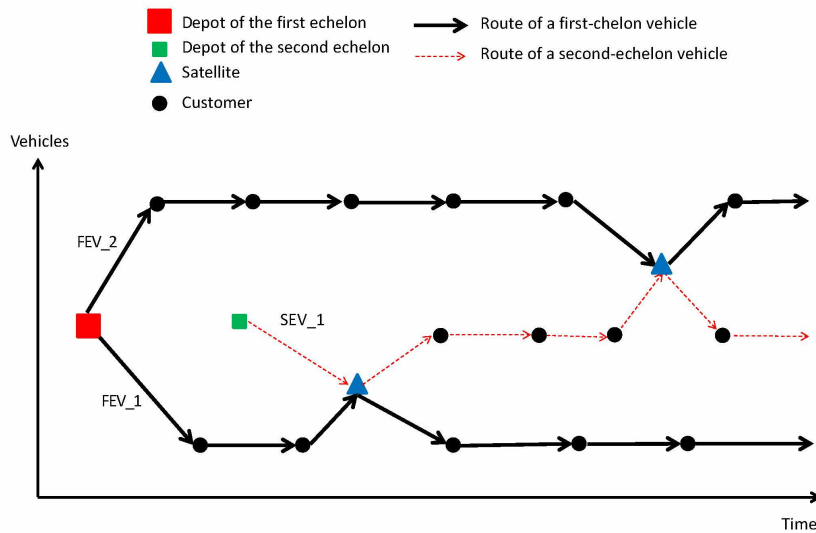 Depot of the first echelon
Depot of the second echelon
Satellite
Customer
Route of a first-chelon vehicle
Route of a second-echelon vehicle
Vehicles
FEV_2
SEV_1
FEV_1
Time